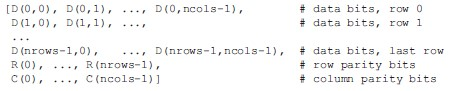 [D(0,0), D(0,1), ..., D(0,ncols-1), # data bits, row 0
D(1,0), D(1,1), ..., # data bits, row 1
...
D(nrows-1,0), ..., D(nrows-1,ncols-1), # data bits, last row
R(0), ..., R(nrows-1), # row parity bits
C(0), ..., C(ncols-1)] # column parity bits